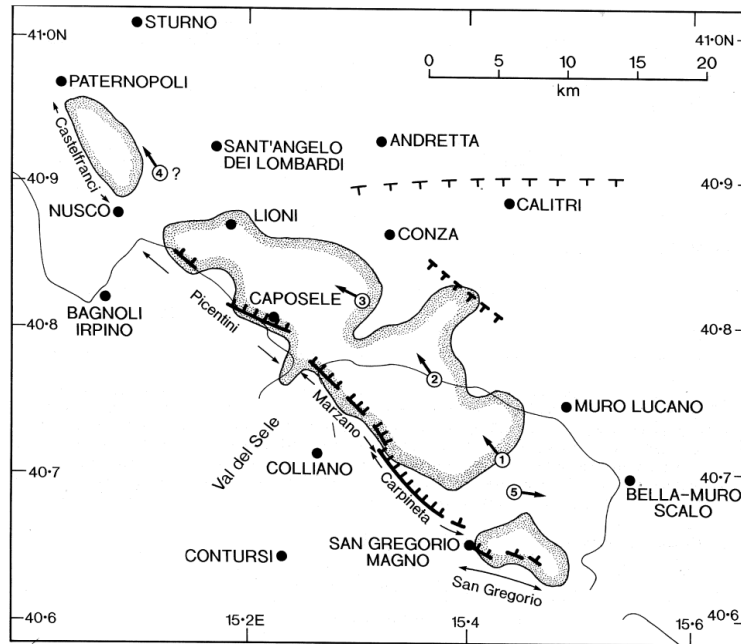 41·0N
STURNO
41·0N
PATERNOPOLI
0 5 10 15 20
km
Castelfranci
4 ?
SANT'ANGELO
DEI LOMBARDI
ANDRETTA
40·9
40·9
NUSCO
CALITRI
LIONI
CONZA
BAGNOLI
IRPINO
Picentini
CAPOSELE
3
40·8
40·8
2
MURO LUCANO
Marzano
Val del Sele
COLLIANO
1
40·7
40·7
Carpineta
5
BELLA-MURO
SCALO
CONTURSI
SAN GREGORIO
MAGNO
San Gregorio
40·6
15·2E
15·4
15·6
40·6